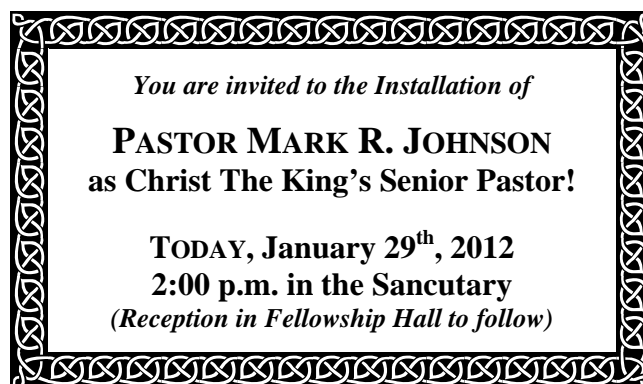 You are invited to the Installation of
PASTOR MARK R. JOHNSON
as Christ The King's Senior Pastor!
TODAY, January 29th, 2012
2:00 p.m. in the Sancutary
(Reception in Fellowship Hall to follow)